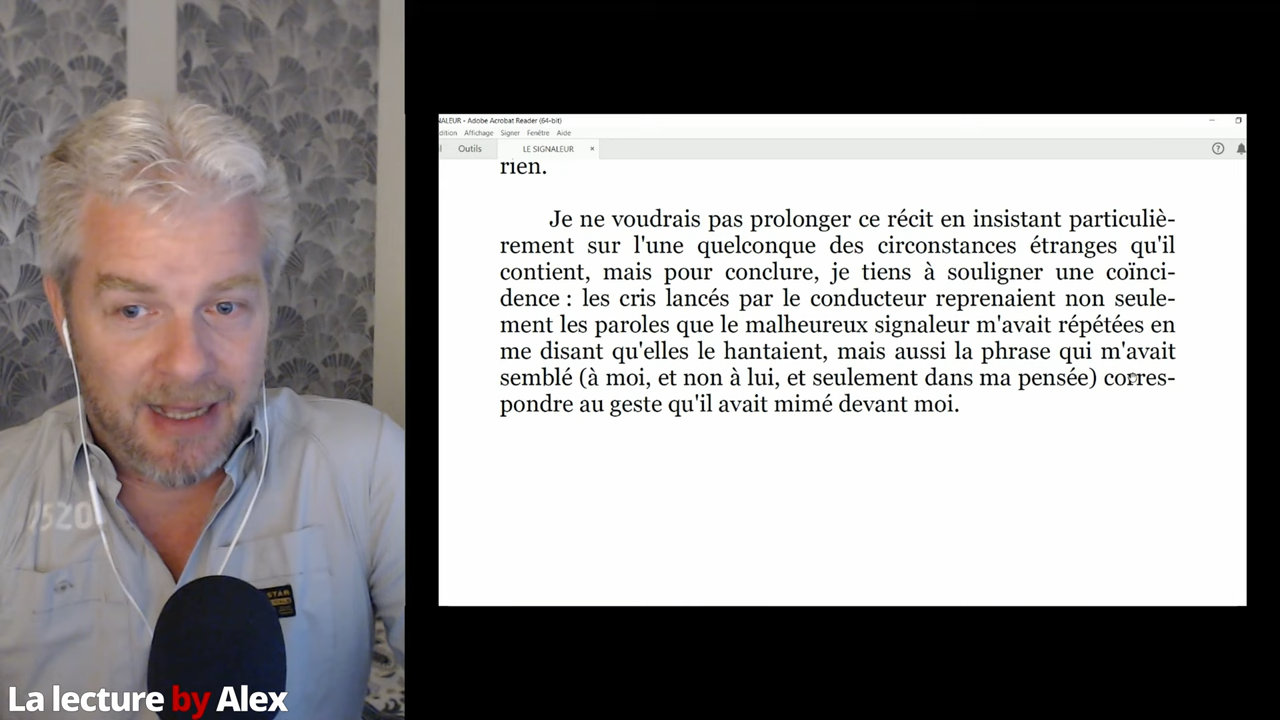 NALEUR - Adobe Acrobat Reader (64-bit)
dition Affichage Signer Fenêtre Aide
l Outils LE SIGNALEUR × ?
rien.
Je ne voudrais pas prolonger ce récit en insistant particuliè-
rement sur l'une quelconque des circonstances étranges qu'il
contient, mais pour conclure, je tiens à souligner une coïnci-
dence : les cris lancés par le conducteur reprenaient non seule-
ment les paroles que le malheureux signaleur m'avait répétées en
me disant qu'elles le hantaient, mais aussi la phrase qui m'avait
semblé (à moi, et non à lui, et seulement dans ma pensée) corres-
pondre au geste qu'il avait mimé devant moi.
STAR
La lecture by Alex